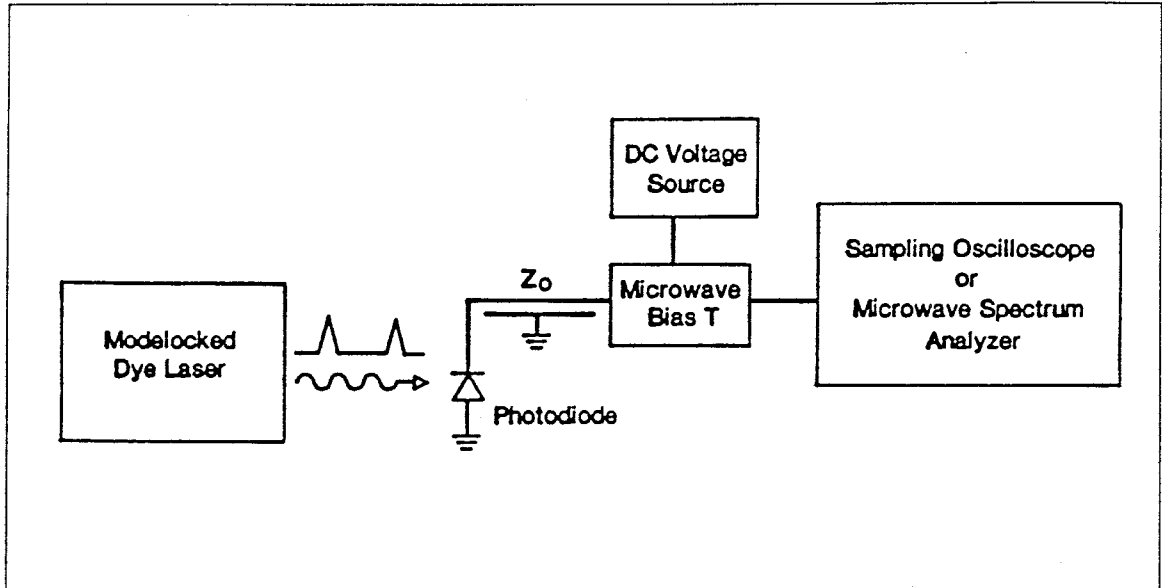 DC Voltage
Source
Sampling Oscilloscope
or
Microwave Spectrum
Analyzer
Zo
Microwave
Bias T
Modelocked
Dye Laser
Photodiode